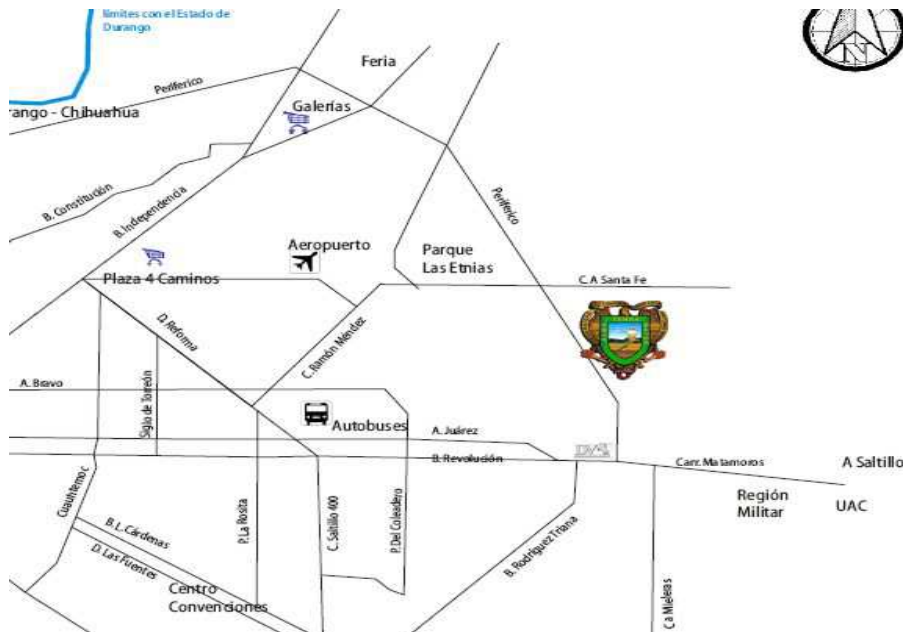 límites con el Estado de
Durango
Feria
Periferico
Galerías
rango - Chihuahua
B. Constitución
B. Independencia
Periferico
Aeropuerto
Parque
Las Etnias
Plaza 4 Caminos
C. A Santa Fe
D. Reforma
C. Ramón Méndez
A. Bravo
Siglo de Torreón
Autobuses
A. Juárez
B. Revolución
Carr. Matamoros
A Saltillo
Región
Militar
UAC
Cuauhtemoc
P. La Rosita
C. Saltillo 400
P. Del Coleadero
B. L. Cárdenas
D. Las Fuentes
B. Rodríguez Triana
C a Mieleras
Centro
Convenciones
N